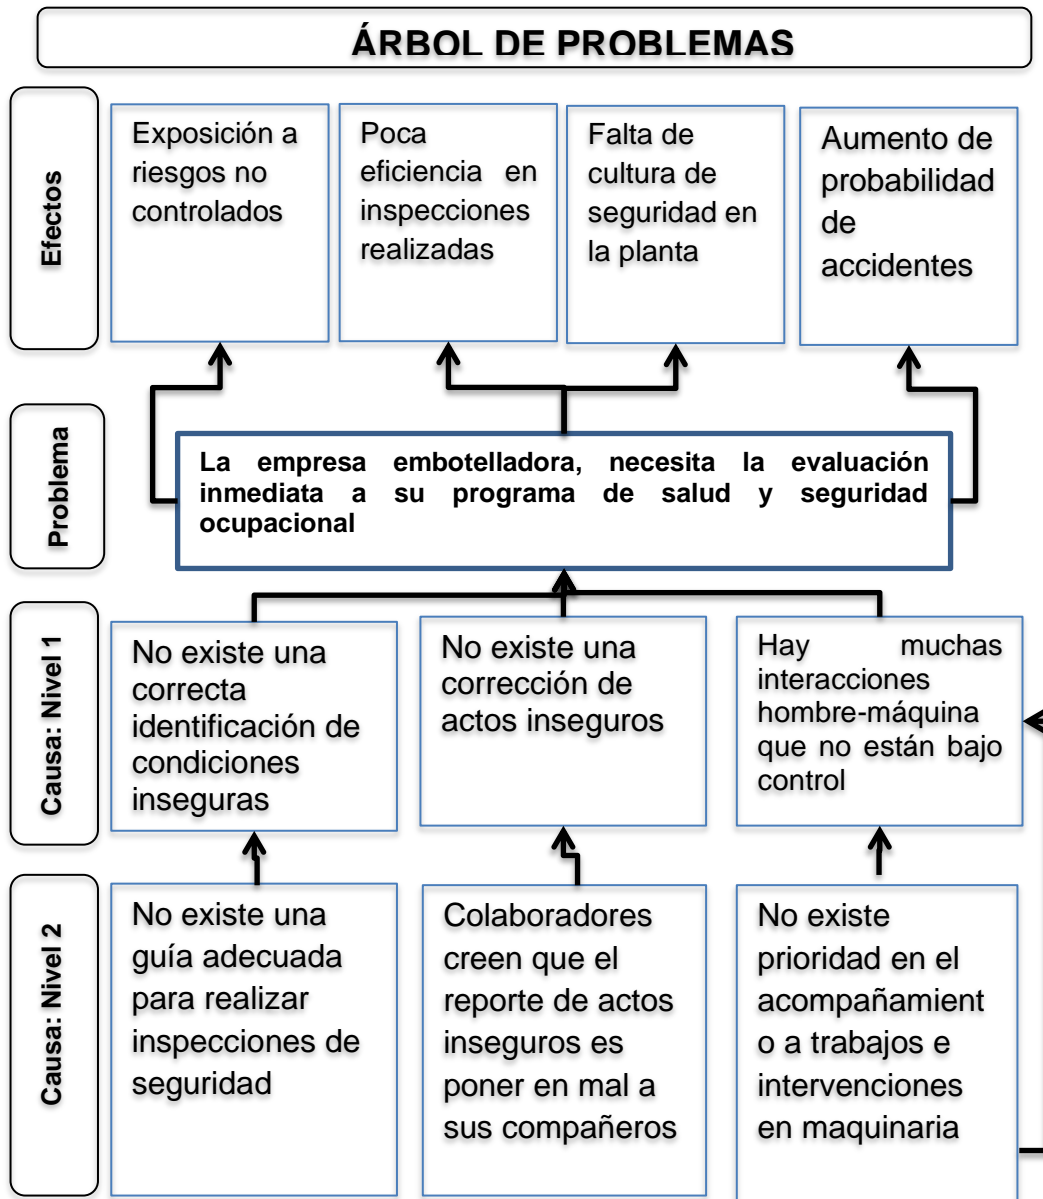 ÁRBOL DE PROBLEMAS
Efectos
Exposición a
riesgos no
controlados
Poca
eficiencia en
inspecciones
realizadas
Falta de
cultura de
seguridad en
la planta
Aumento de
probabilidad
de
accidentes
Problema
La empresa embotelladora, necesita la evaluación
inmediata a su programa de salud y seguridad
ocupacional
Causa: Nivel 1
No existe una
correcta
identificación de
condiciones
inseguras
No existe una
corrección de
actos inseguros
Hay muchas
interacciones
hombre-máquina
que no están bajo
control
Causa: Nivel 2
No existe una
guía adecuada
para realizar
inspecciones de
seguridad
Colaboradores
creen que el
reporte de actos
inseguros es
poner en mal a
sus compañeros
No existe
prioridad en el
acompañamient
o a trabajos e
intervenciones
en maquinaria